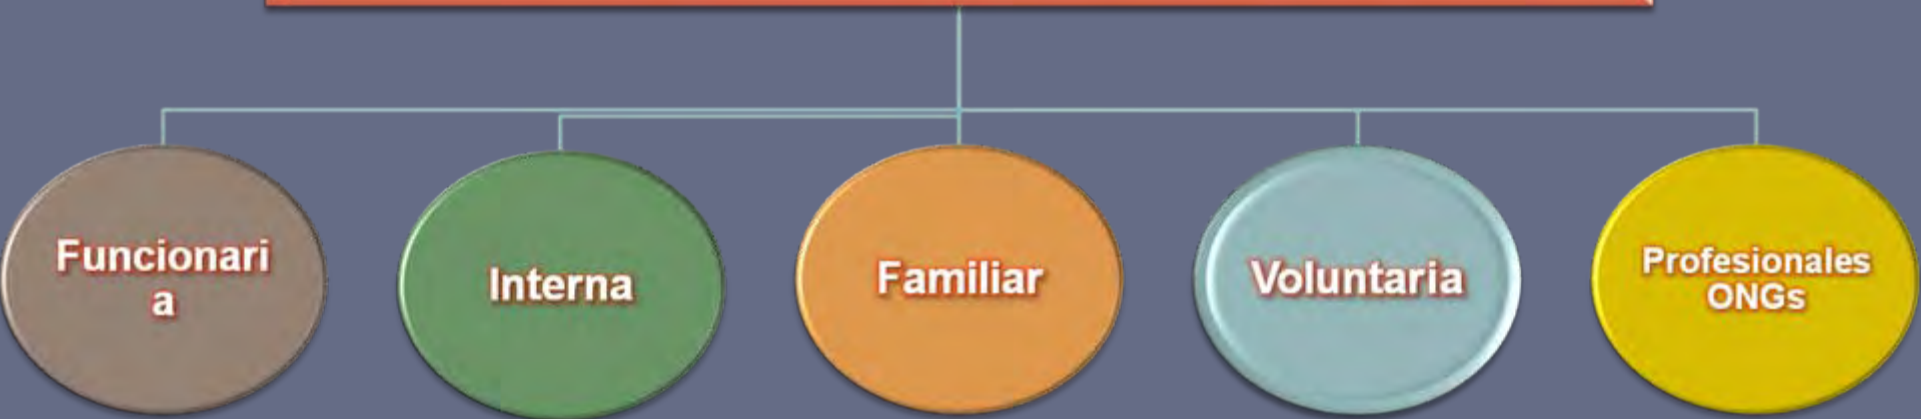 Funcionari
a
Interna
Familiar
Voluntaria
Profesionales
ONGs